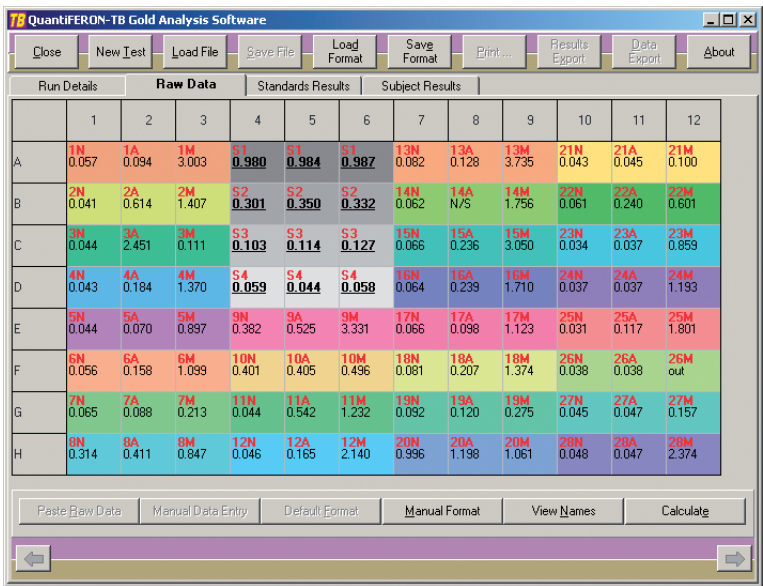 TB QuantiFERON-TB Gold Analysis Software
Close New Test Load File Save File Load Format Save Format Print ... Results Export Data Export About
Run Details Raw Data Standards Results Subject Results
1 2 3 4 5 6 7 8 9 10 11 12
1N 1A 1M S1 S1 S1 13N 13A 13M 21N 21A 21M
A 0.057 0.094 3.003 0.980 0.984 0.987 0.082 0.128 3.735 0.043 0.045 0.100
2N 2A 2M S2 S2 S2 14N 14A 14M 22N 22A 22M
B 0.041 0.614 1.407 0.301 0.350 0.332 0.062 N/S 1.756 0.061 0.240 0.601
3N 3A 3M S3 S3 S3 15N 15A 15M 23N 23A 23M
C 0.044 2.451 0.111 0.103 0.114 0.127 0.066 0.236 3.050 0.034 0.037 0.859
4N 4A 4M S4 S4 S4 16N 16A 16M 24N 24A 24M
D 0.043 0.184 1.370 0.059 0.044 0.058 0.064 0.239 1.710 0.037 0.037 1.193
5N 5A 5M 9N 9A 9M 17N 17A 17M 25N 25A 25M
E 0.044 0.070 0.897 0.382 0.525 3.331 0.066 0.098 1.123 0.031 0.117 1.801
6N 6A 6M 10N 10A 10M 18N 18A 18M 26N 26A 26M
F 0.056 0.158 1.099 0.401 0.405 0.496 0.081 0.207 1.374 0.038 0.038 out
7N 7A 7M 11N 11A 11M 19N 19A 19M 27N 27A 27M
G 0.065 0.088 0.213 0.044 0.542 1.232 0.092 0.120 0.275 0.045 0.047 0.157
8N 8A 8M 12N 12A 12M 20N 20A 20M 28N 28A 28M
H 0.314 0.411 0.847 0.046 0.165 2.140 0.996 1.198 1.061 0.048 0.047 2.374
Paste Raw Data Manual Data Entry Default Format Manual Format View Names Calculate